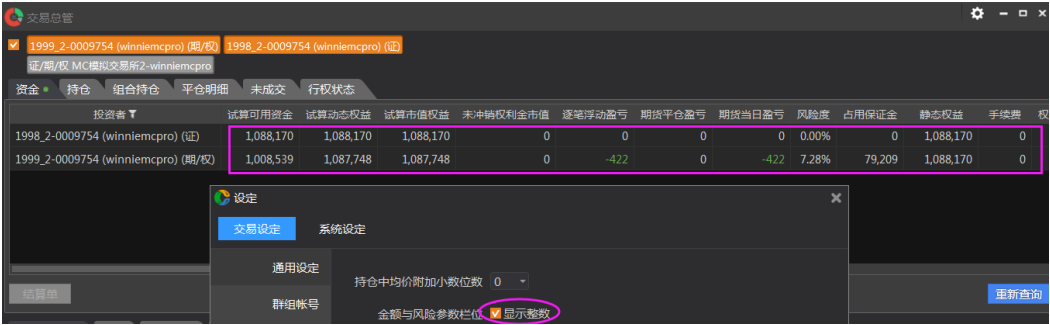 交易总管
1999_2-0009754 (winniemcpro) (期/权) 1998_2-0009754 (winniemcpro) (证)
证/期/权 MC模拟交易所2-winniemcpro
资金 持仓 组合持仓 平仓明细 未成交 行权状态
投资者 试算可用资金 试算动态权益 试算市值权益 未冲销权利金市值 逐笔浮动盈亏 期货平仓盈亏 期货当日盈亏 风险度 占用保证金 静态权益 手续费 权
1998_2-0009754 (winniemcpro) (证) 1,088,170 1,088,170 1,088,170 0 0 0 0 0.00% 0 1,088,170 0
1999_2-0009754 (winniemcpro) (期/权) 1,008,539 1,087,748 1,087,748 0 -422 0 -422 7.28% 79,209 1,088,170 0
设定
交易设定 系统设定
通用设定
持仓中均价附加小数位数 0
结算单
群组帐号
重新查询
金额与风险参数栏位 显示整数